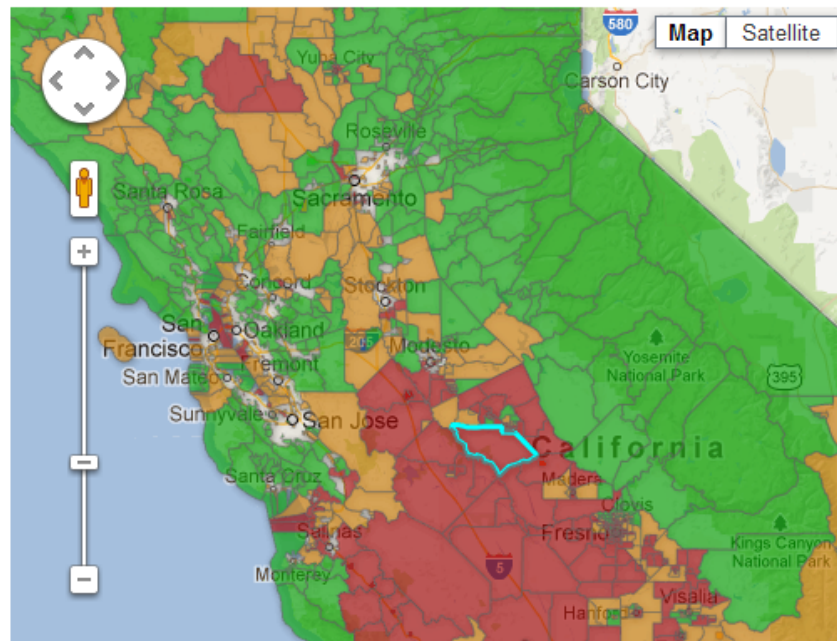 580
Map
Satellite
Yuba City
Carson City
Roseville
Santa Rosa
Sacramento
Fairfield
Concord
Stockton
San
Francisco
Oakland
205
Modesto
Yosemite
National Park
395
San Mateo
Fremont
Sunnyvale
San Jose
California
Santa Cruz
Madera
Clovis
Salinas
Fresno
Monterey
5
Kings Canyon
National Park
Visalia
Hanford